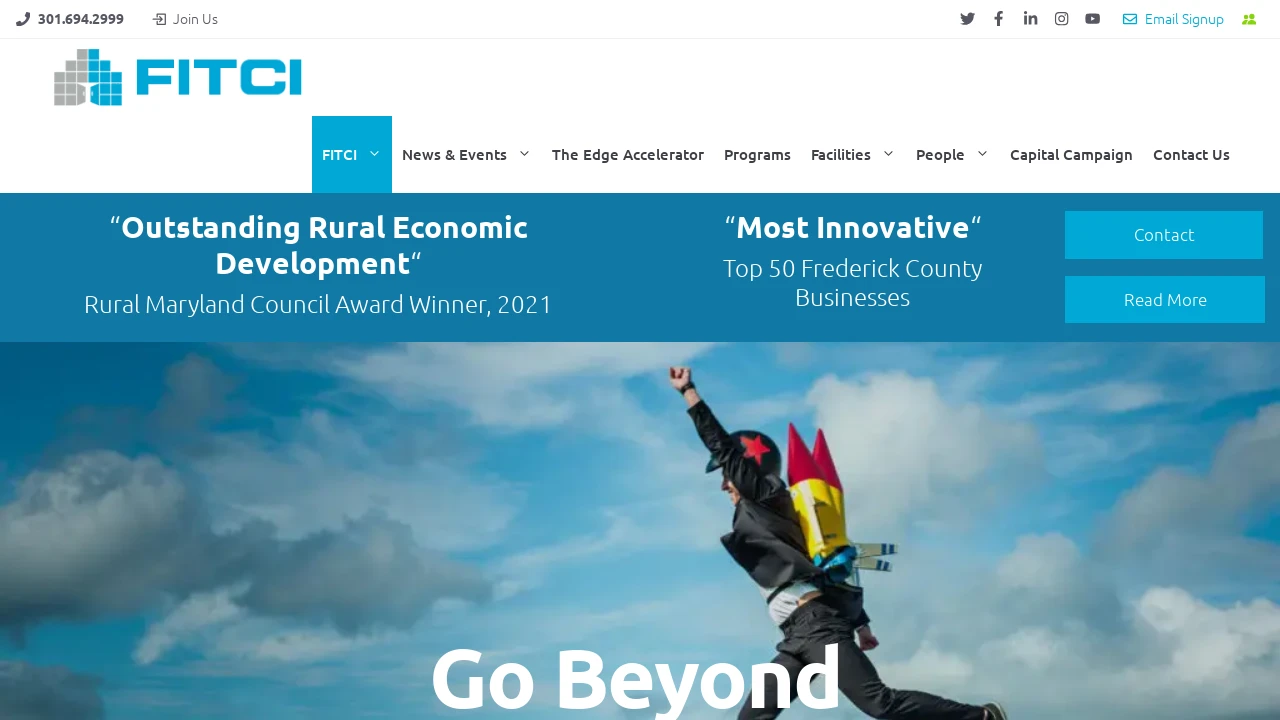 301.694.2999
Join Us
Email Signup
FITCI
FITCI
News & Events
The Edge Accelerator
Programs
Facilities
People
Capital Campaign
Contact Us
“Outstanding Rural Economic
Development“
Rural Maryland Council Award Winner, 2021
“Most Innovative“
Top 50 Frederick County
Businesses
Contact
Read More
Go Beyond